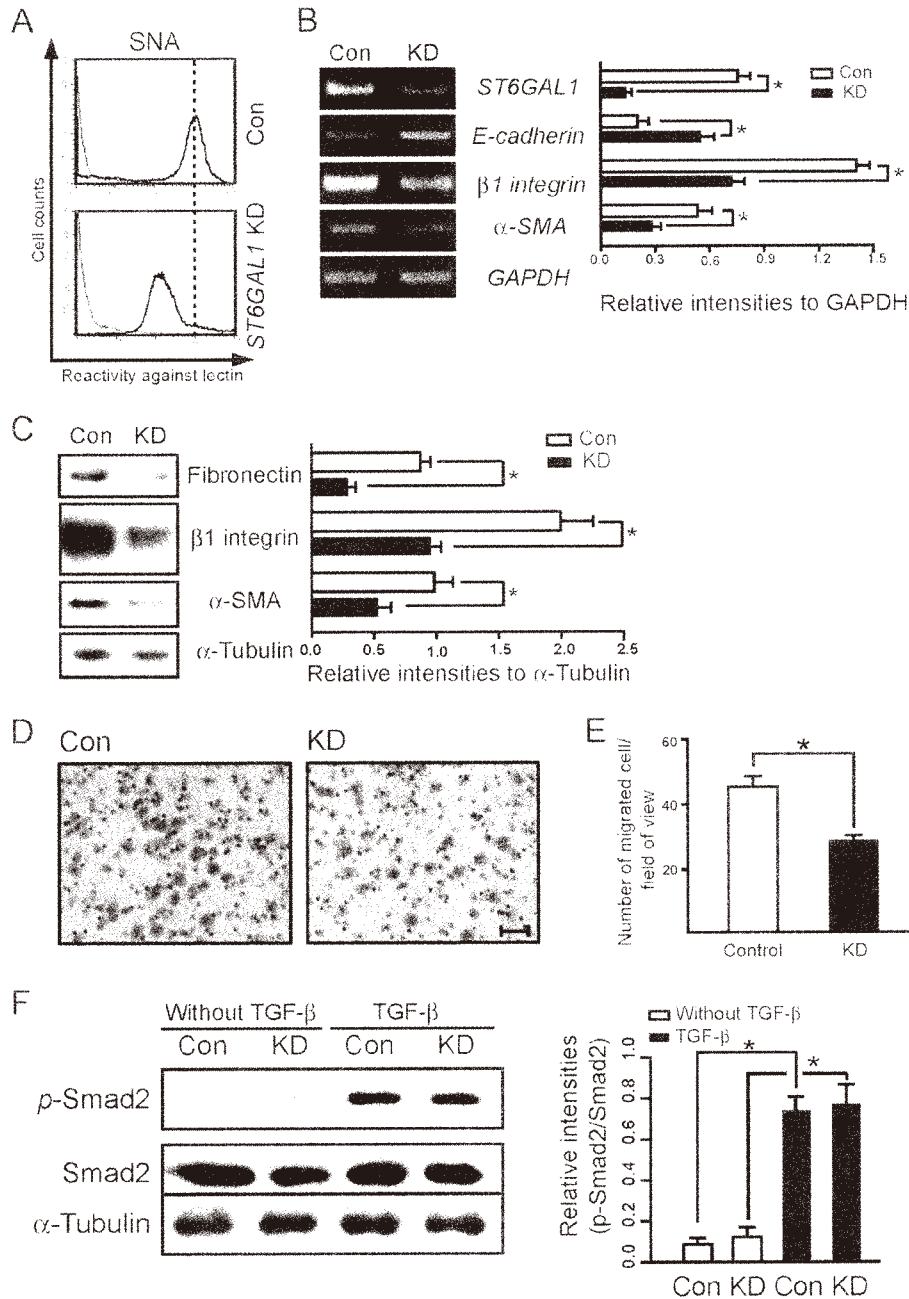 A
SNA
Con
ST6GAL1 KD
Cell counts
Reactivity against lectin
B
Con KD
ST6GAL1
E-cadherin
β1 integrin
α-SMA
GAPDH
Con
KD
*
*
*
*
0.0 0.3 0.6 0.9 1.2 1.5
Relative intensities to GAPDH
C
Con KD
Fibronectin
β1 integrin
α-SMA
α-Tubulin
Con
KD
*
*
*
0.0 0.5 1.0 1.5 2.0 2.5
Relative intensities to α-Tubulin
D
Con
KD
E
Number of migrated cell/
field of view
60
40
20
*
Control KD
F
Without TGF-β TGF-β
Con KD Con KD
p-Smad2
Smad2
α-Tubulin
Without TGF-β
TGF-β
Relative intensities
(p-Smad2/Smad2)
1.0
0.8
0.6
0.4
0.2
0.0
*
*
Con KD Con KD